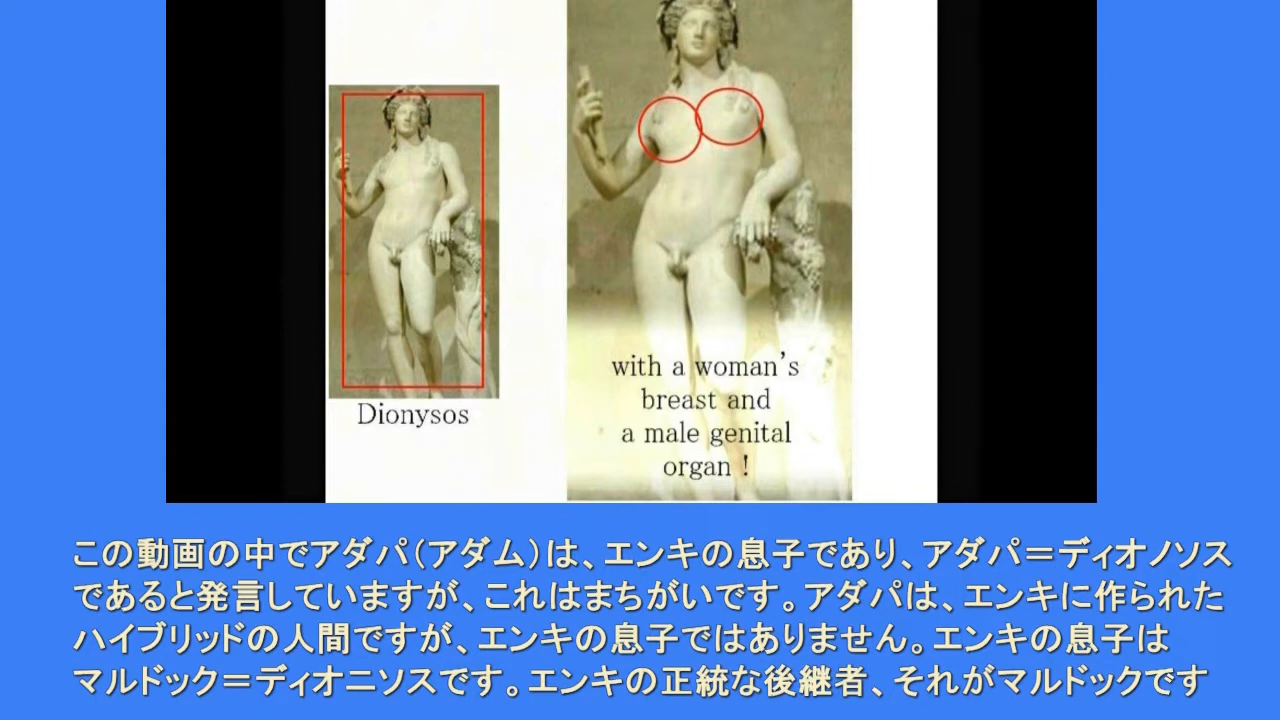 Dionysos
with a woman's
breast and
a male genital
organ !
この動画の中でアダパ（アダム）は、エンキの息子であり、アダパ＝ディオノソス
であると発言していますが、これはまちがいです。アダパは、エンキに作られた
ハイブリッドの人間ですが、エンキの息子ではありません。エンキの息子は
マルドック＝ディオニソスです。エンキの正統な後継者、それがマルドックです